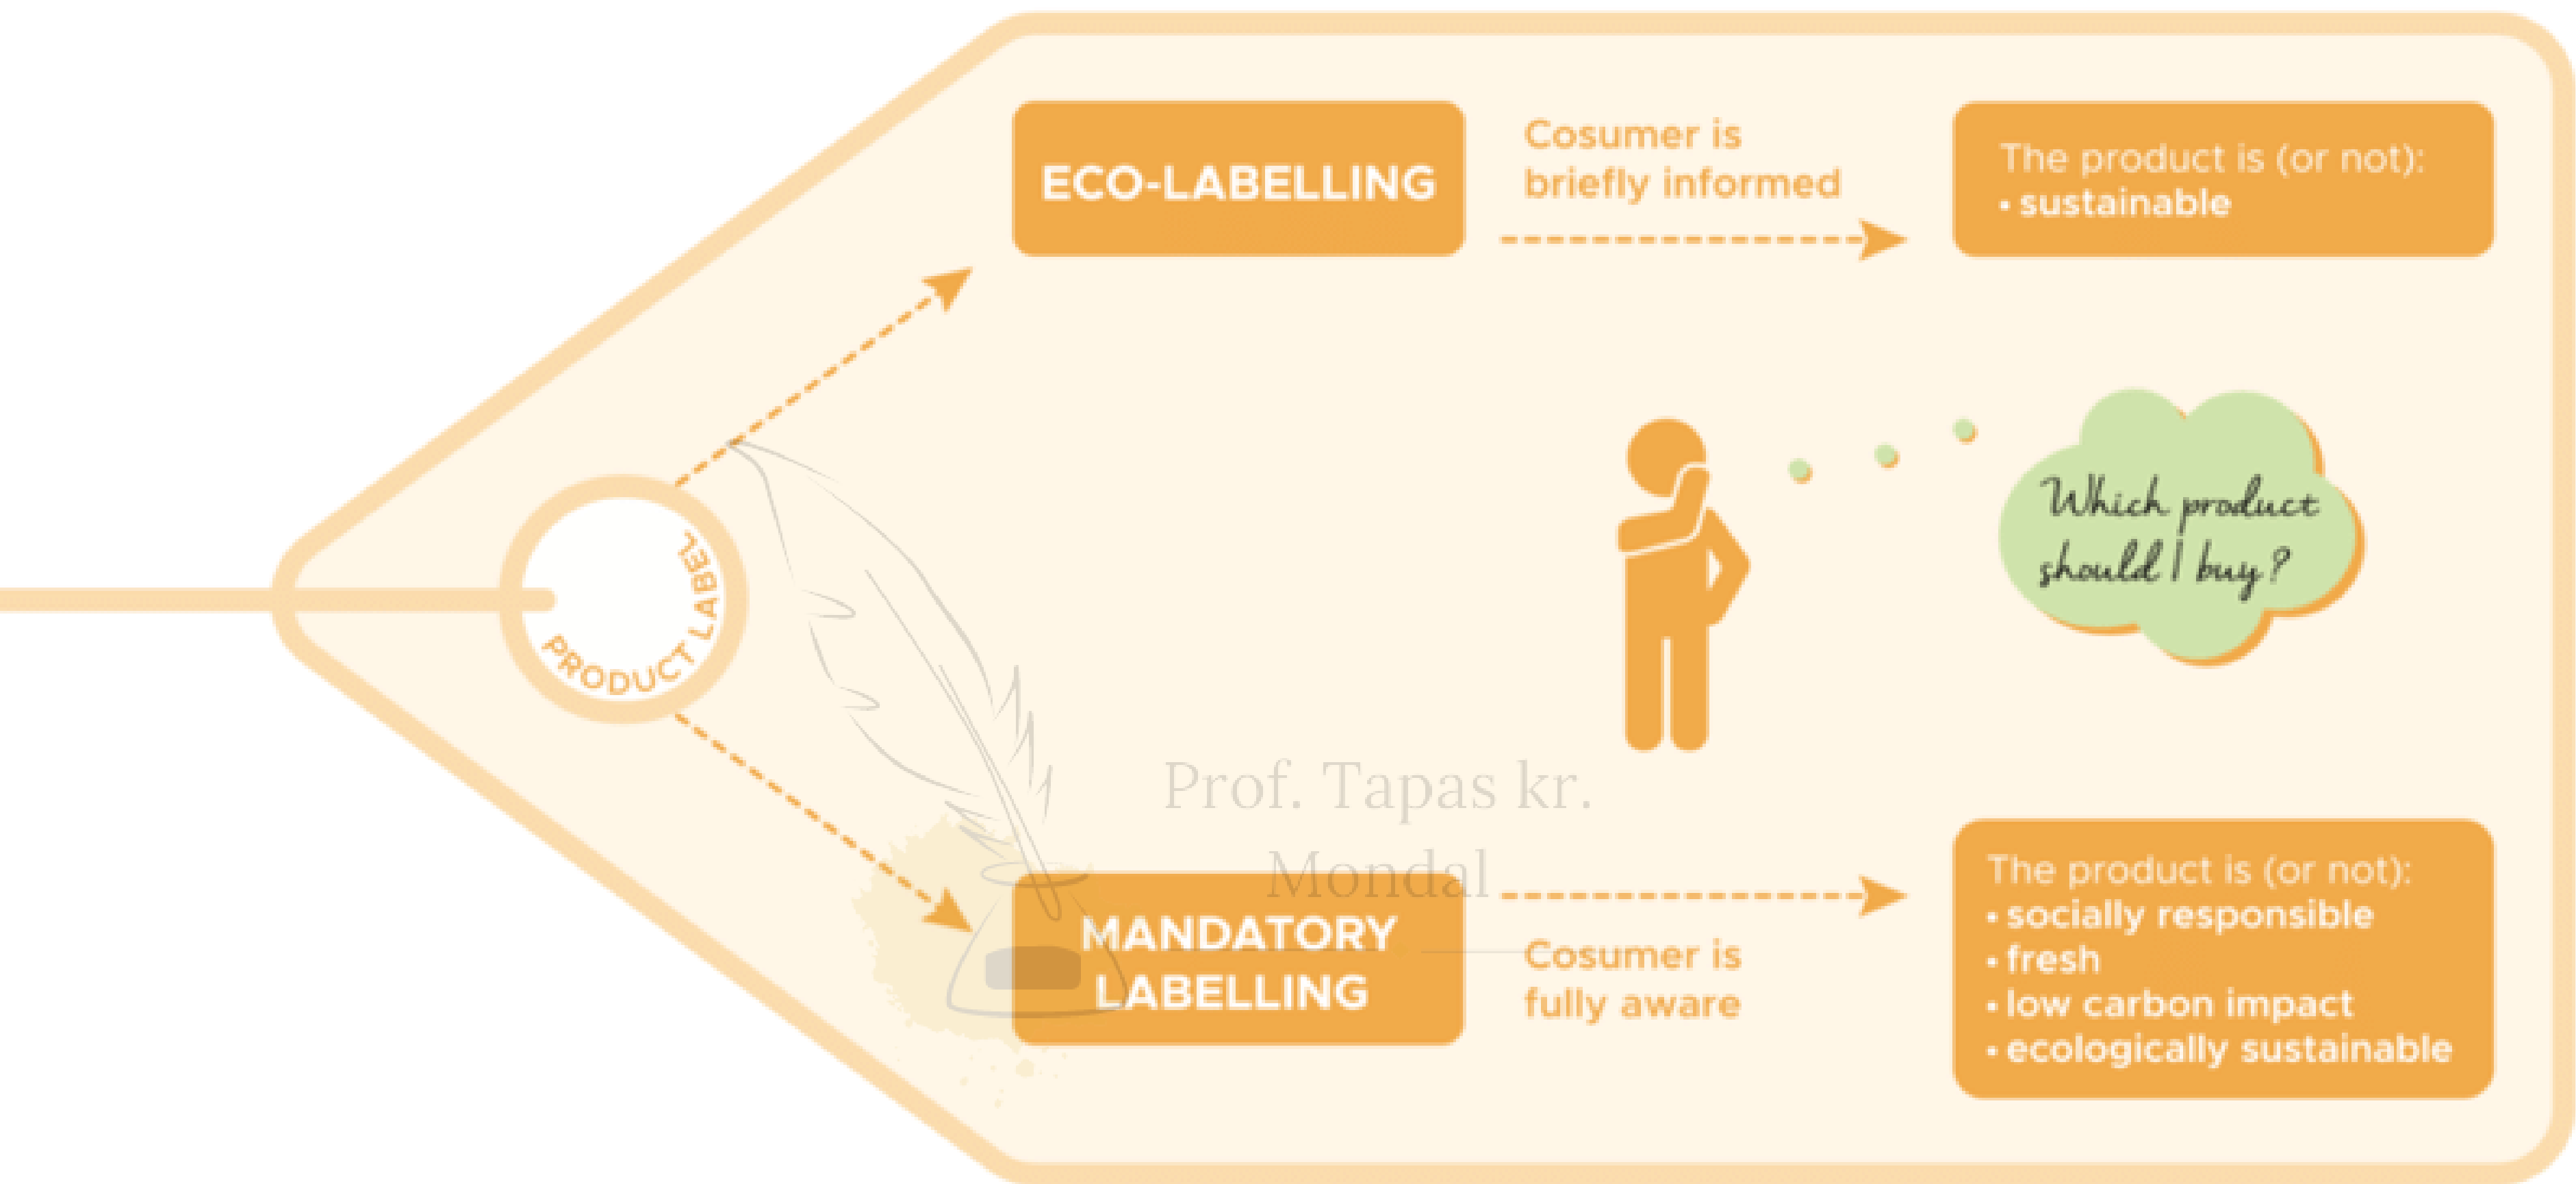 PRODUCT LABEL
ECO-LABELLING
Cosumer is
briefly informed
The product is (or not):
• sustainable
Which product
should I buy?
Prof. Tapas kr.
Mondal
MANDATORY
LABELLING
Cosumer is
fully aware
The product is (or not):
• socially responsible
• fresh
• low carbon impact
• ecologically sustainable